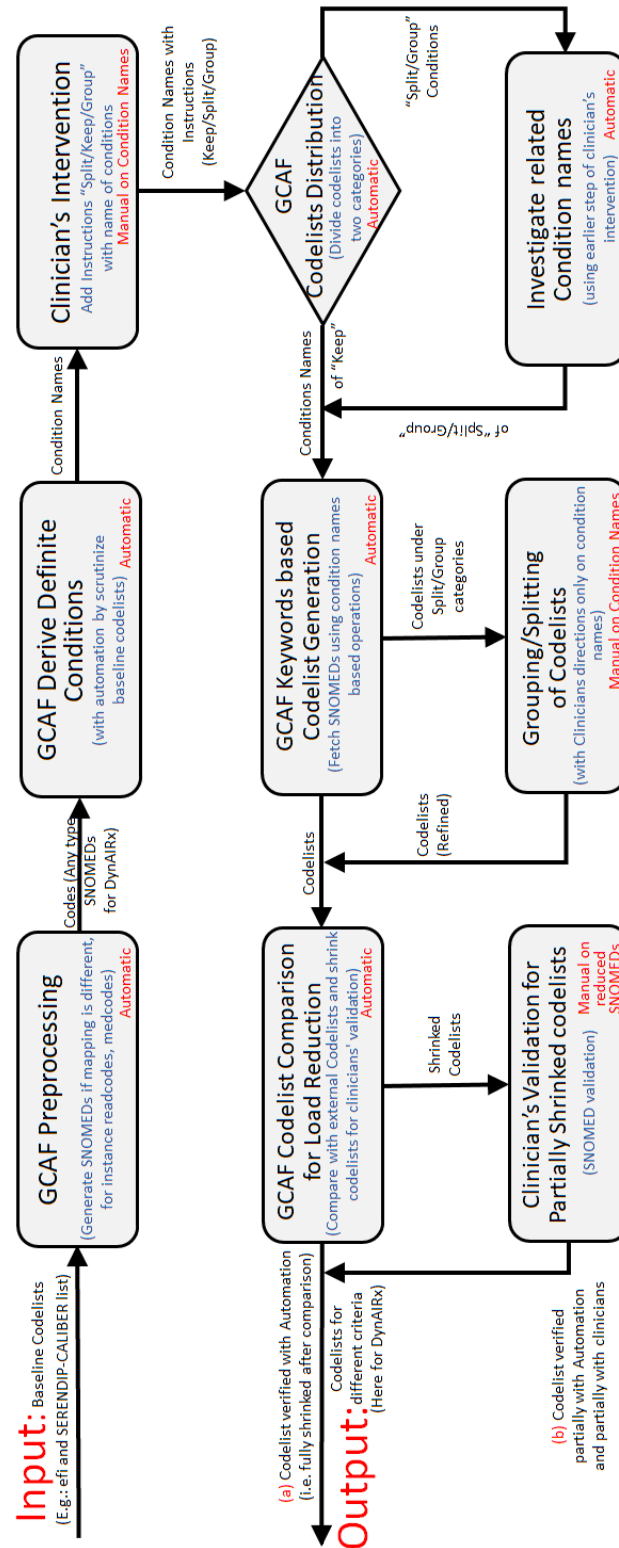 Input: Baseline Codelists
(E.g.: efi and SERENDIP-CALIBER list)
GCAF Preprocessing
(Generate SNOMEDs if mapping is different,
for instance readcodes, medcodes)
Automatic
Codes (Any type
SNOMEDs
for DynAIRx)
GCAF Derive Definite
Conditions
(with automation by scrutinize
baseline codelists)
Automatic
Condition Names
Clinician's Intervention
Add Instructions "Split/Keep/Group"
with name of conditions
Manual on Condition Names
Condition Names with
Instructions
(Keep/Split/Group)
GCAF
Codelists Distribution
(Divide codelists into
two categories)
Automatic
"Split/Group"
Conditions
Investigate related
Condition names
(using earlier step of clinician's
intervention) Automatic
of "Split/Group"
Conditions Names
of "Keep"
GCAF Keywords based
Codelist Generation
(Fetch SNOMEDs using condition names
based operations)
Automatic
Codelists under
Split/Group
categories
Grouping/Splitting
of Codelists
(with Clinicians directions only on condition
names)
Manual on Condition Names
Codelists
(Refined)
Codelists
GCAF Codelist Comparison
for Load Reduction
(Compare with external Codelists and shrink
codelists for clinicians' validation)
Automatic
Shrinked
Codelists
Clinician's Validation for
Partially Shrinked codelists
(SNOMED validation)
Manual on
reduced
SNOMEDs
(a) Codelist verified with Automation
(i.e. fully shrinked after comparison)
Output: Codelists for
different criteria
(Here for DynAIRx)
(b) Codelist verified
partially with Automation
and partially with clinicians